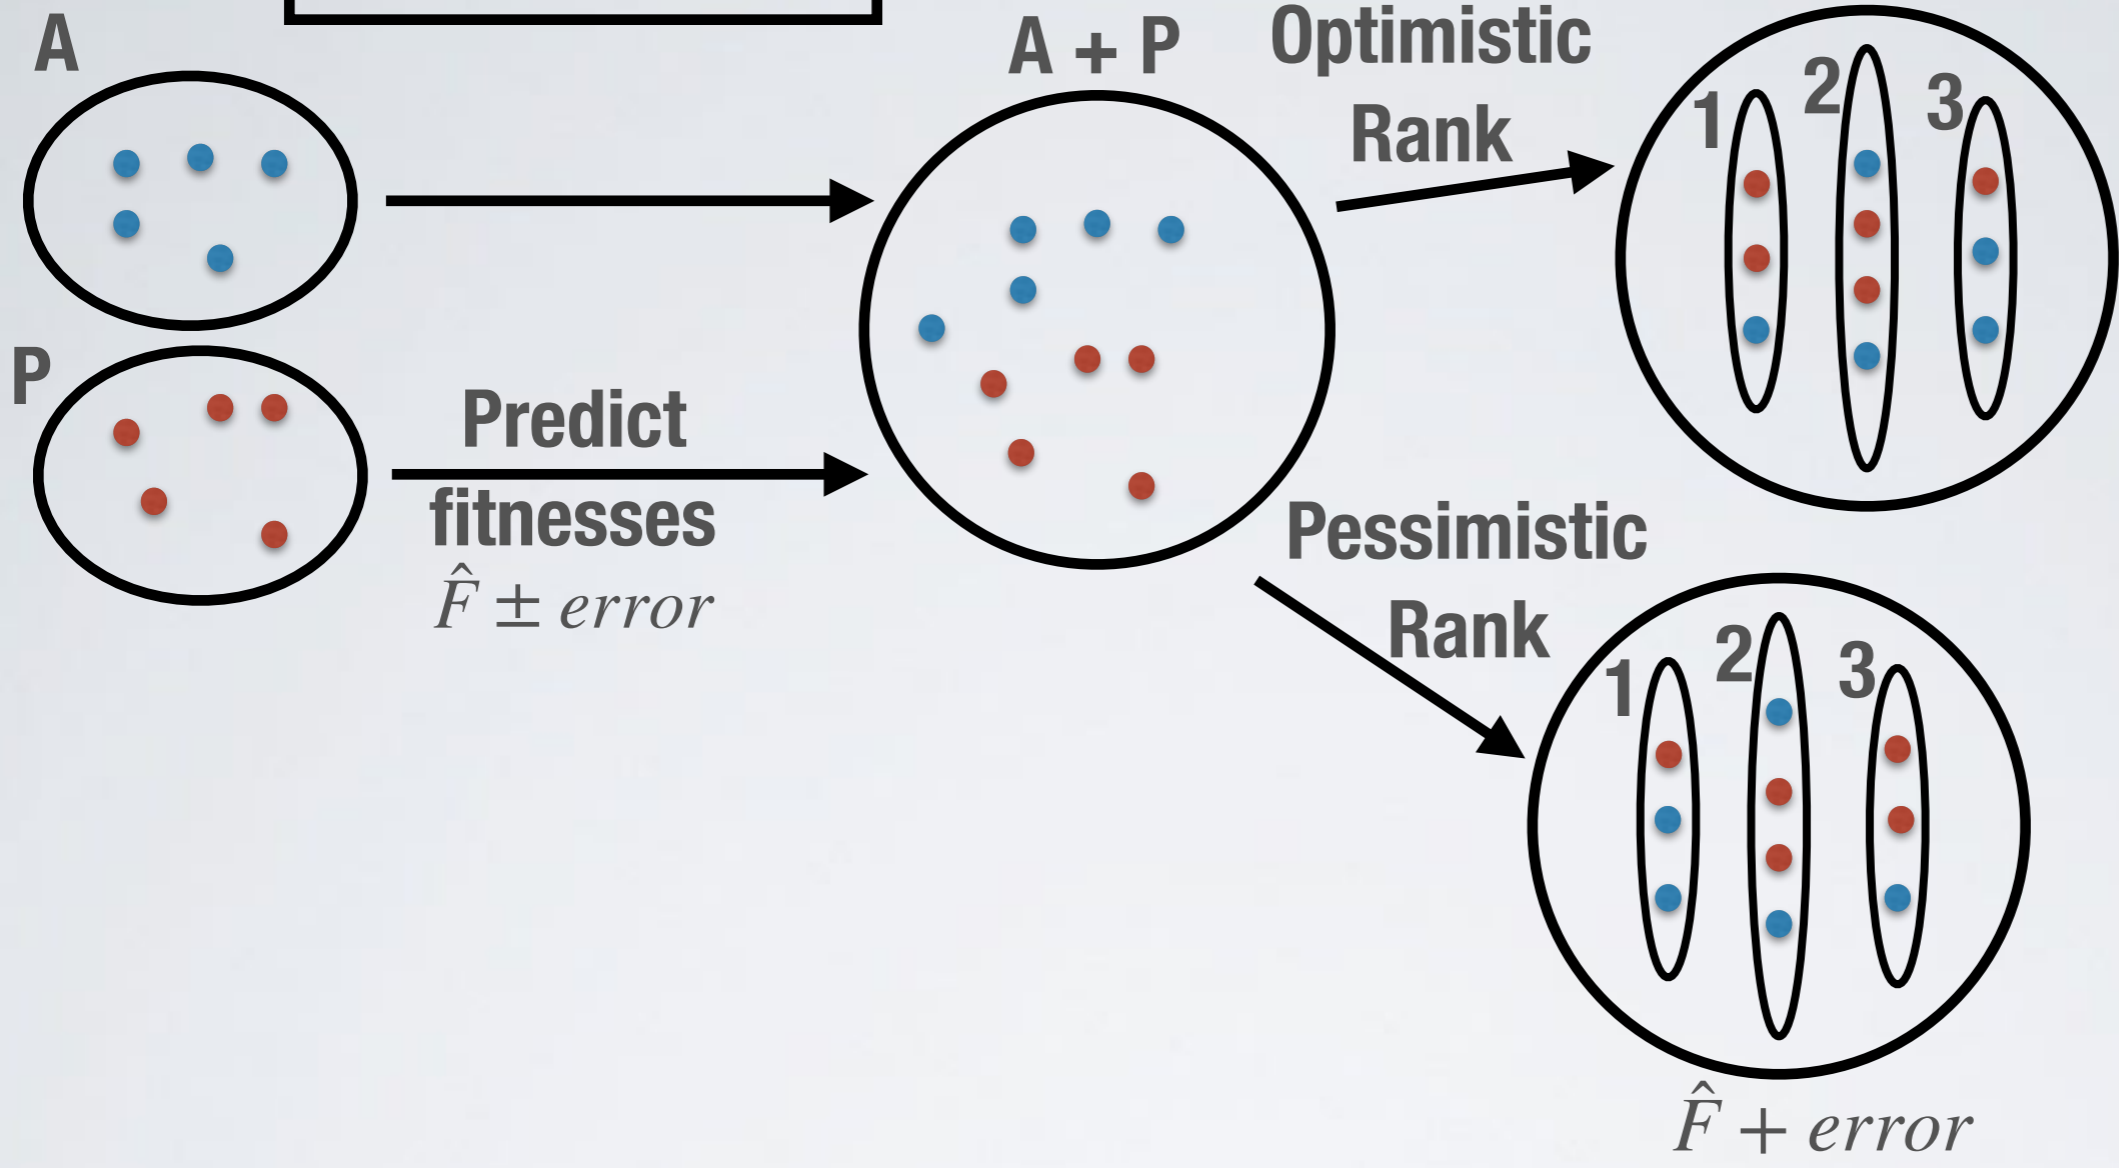 A
P
Predict
fitnesses
F̂ ± error
A + P
Optimistic
Rank
1 2 3
Pessimistic
Rank
1 2 3
F̂ + error